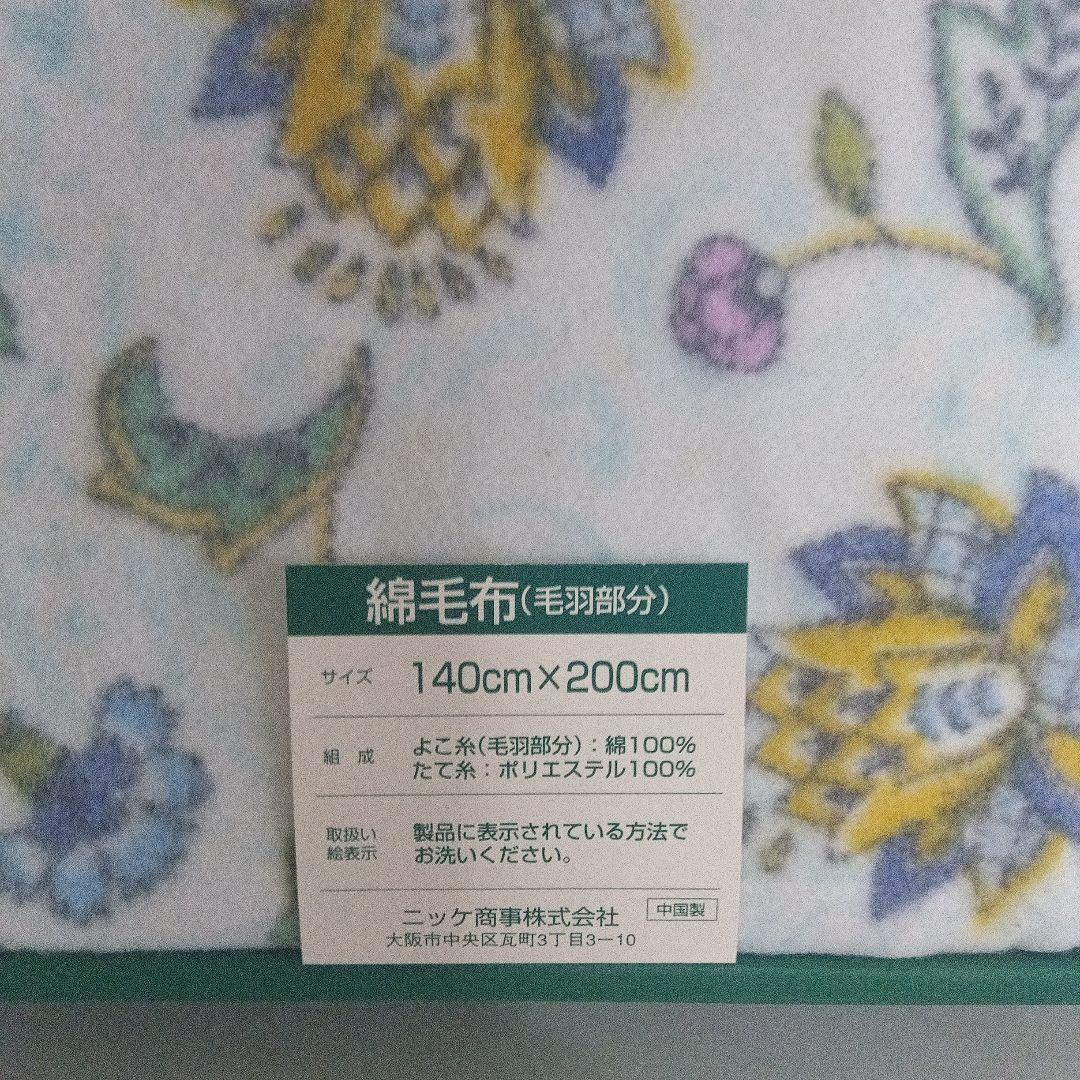 綿毛布(毛羽部分)
サイズ 140cm×200cm
組成 よこ糸(毛羽部分):綿100%
たて糸:ポリエステル100%
取扱い 製品に表示されている方法で
絵表示 お洗いください。
ニッケ商事株式会社 中国製
大阪市中央区瓦町3丁目3-10